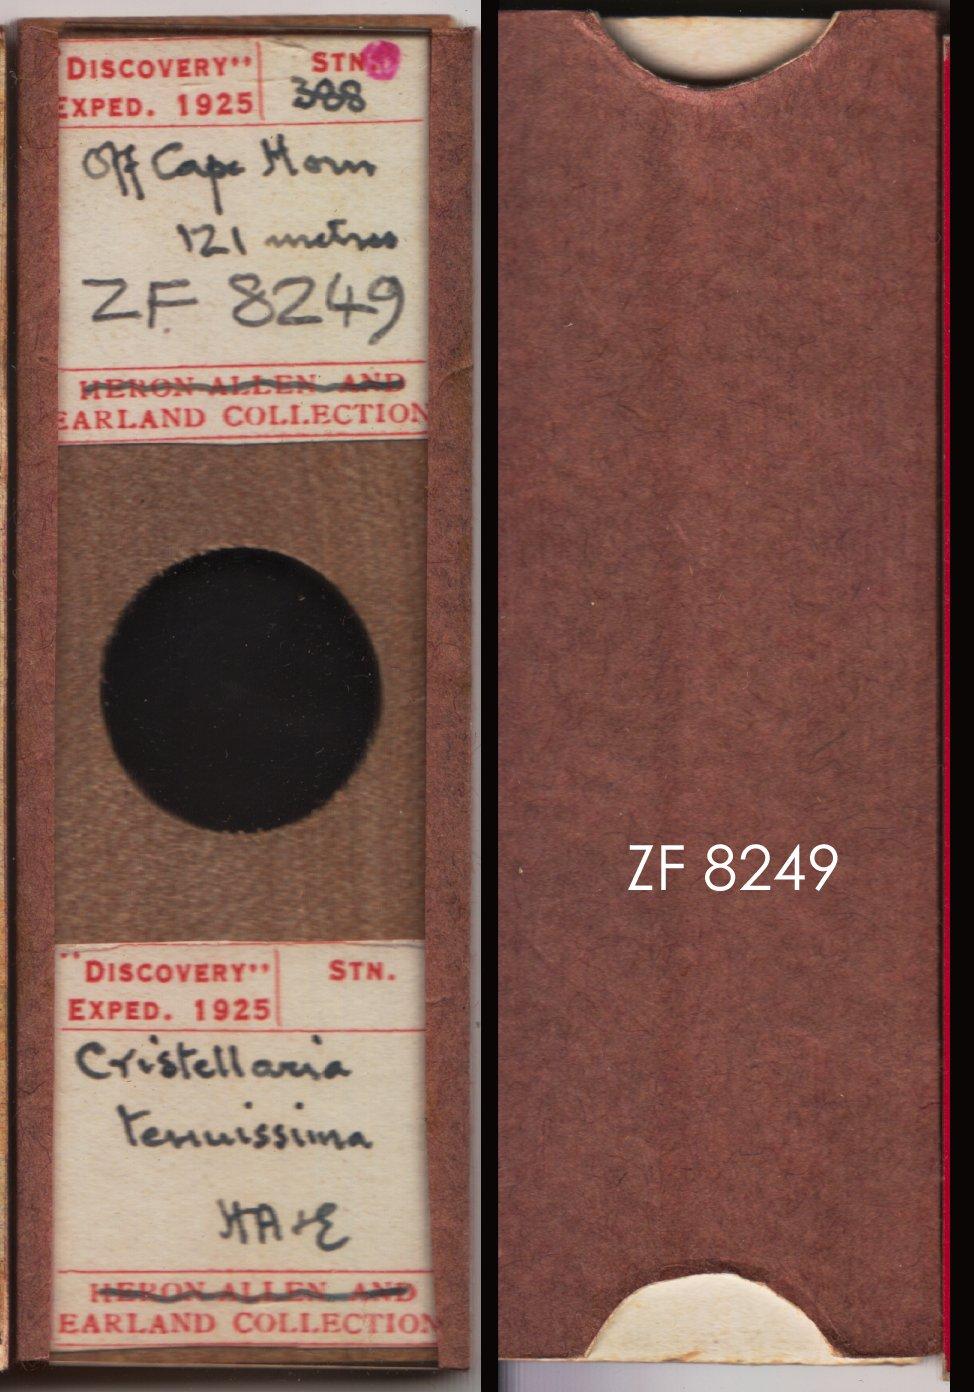 DISCOVERY" STN.
EXPED. 1925 388
Off Cape Horn
121 metres
ZF 8249
HERON-ALLEN AND
EARLAND COLLECTION
"DISCOVERY" STN.
EXPED. 1925
Cristellaria
tenuissima
HA & E
HERON-ALLEN AND
EARLAND COLLECTION
ZF 8249